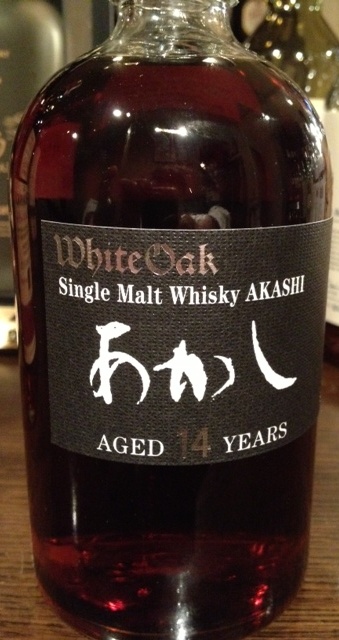 WhiteOak
Single Malt Whisky AKASHI
あかし
AGED 14 YEARS